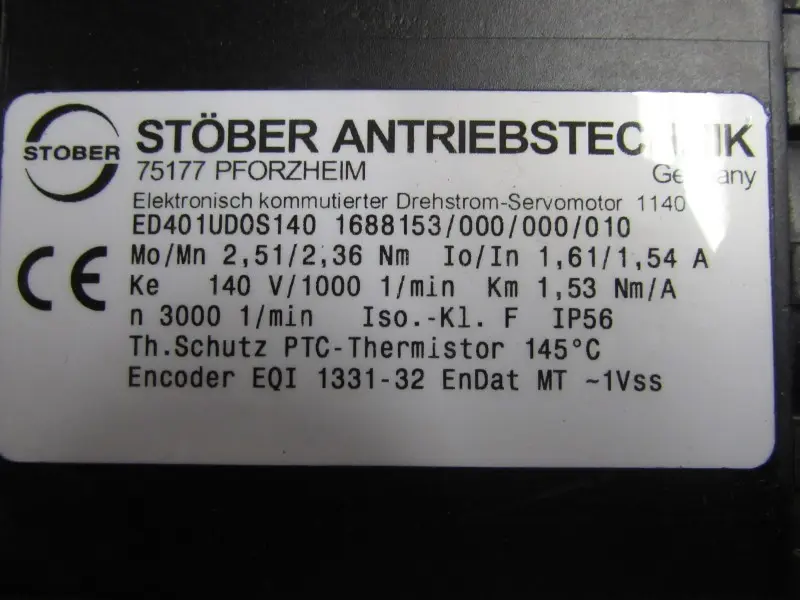 STÖBER
STÖBER ANTRIEBSTECHNIK
75177 PFORZHEIM
Germany
Elektronisch kommutierter Drehstrom-Servomotor 1140
ED401UD0S140 1688153/000/000/010
Mo/Mn 2,51/2,36 Nm Io/In 1,61/1,54 A
Ke 140 V/1000 1/min Km 1,53 Nm/A
n 3000 1/min Iso.-Kl. F IP56
Th.Schutz PTC-Thermistor 145°C
Encoder EQI 1331-32 EnDat MT ~1Vss
CE